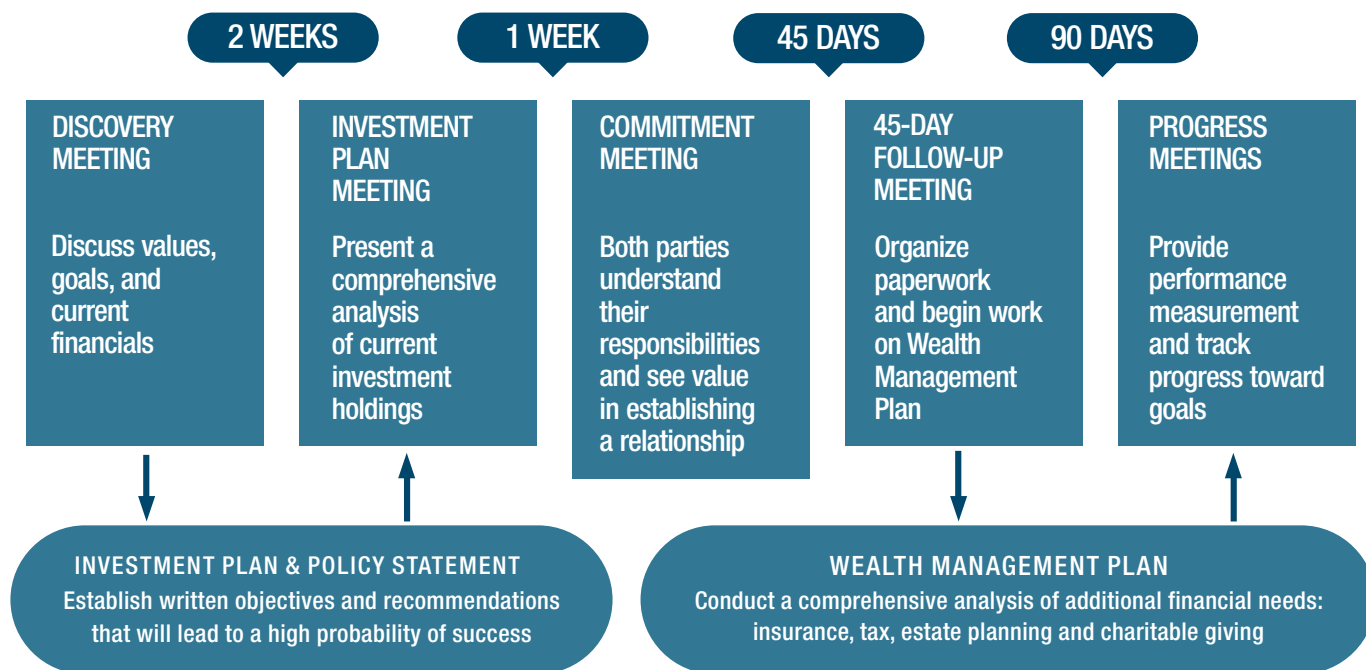 2 WEEKS
1 WEEK
45 DAYS
90 DAYS
DISCOVERY
MEETING
Discuss values,
goals, and
current
financials
INVESTMENT
PLAN
MEETING
Present a
comprehensive
analysis
of current
investment
holdings
COMMITMENT
MEETING
Both parties
understand
their
responsibilities
and see value
in establishing
a relationship
45-DAY
FOLLOW-UP
MEETING
Organize
paperwork
and begin work
on Wealth
Management
Plan
PROGRESS
MEETINGS
Provide
performance
measurement
and track
progress toward
goals
INVESTMENT PLAN & POLICY STATEMENT
Establish written objectives and recommendations
that will lead to a high probability of success
WEALTH MANAGEMENT PLAN
Conduct a comprehensive analysis of additional financial needs:
insurance, tax, estate planning and charitable giving